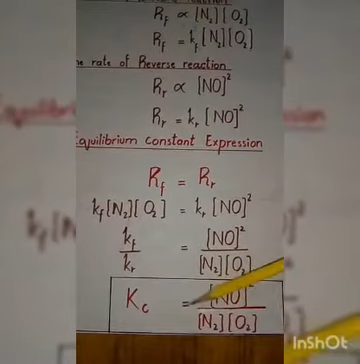 R_f ∝ [N₂][O₂]
R_f = k_f [N₂][O₂]
rate of Reverse reaction
R_r ∝ [NO]²
R_r = k_r [NO]²
Equilibrium Constant Expression
R_f = R_r
k_f[N₂][O₂] = k_r [NO]²
k_f/k_r = [NO]²/[N₂][O₂]
K_c = [NO]/[N₂][O₂]
InShOt